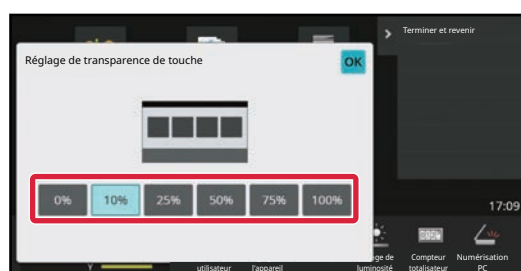 Terminer et revenir
Réglage de transparence de touche
OK
0% 10% 25% 50% 75% 100%
17:09
Y
utilisateur
l'appareil
ge de
luminosité
Compteur
totalisateur
Numérisation
PC